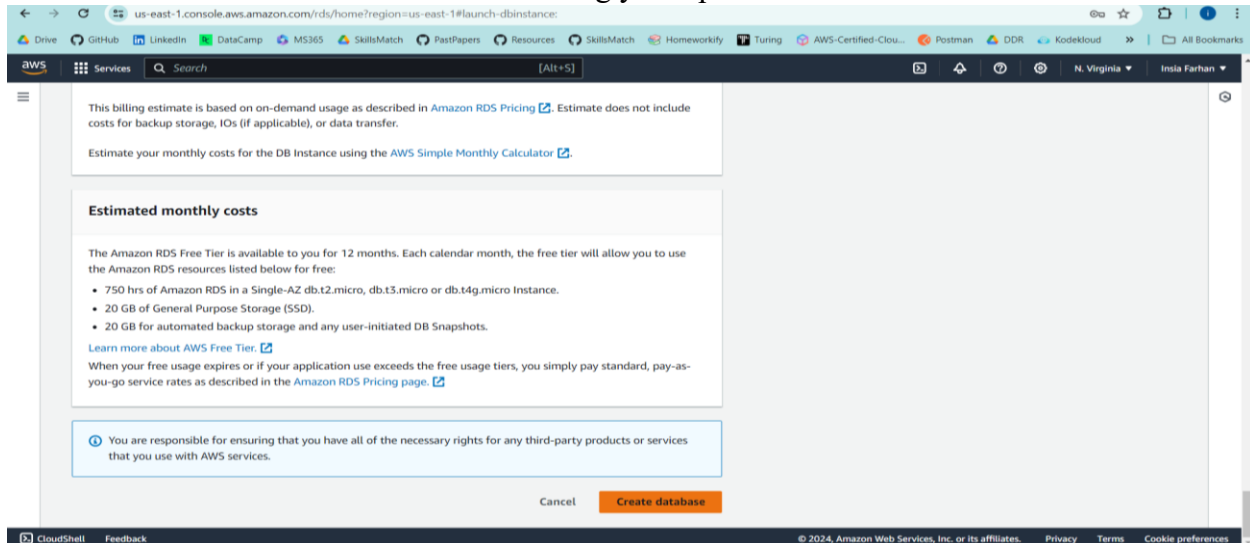 us-east-1.console.aws.amazon.com/rds/home?region=us-east-1#launch-dbinstance:
Drive GitHub LinkedIn DataCamp MS365 SkillsMatch PastPapers Resources SkillsMatch Homeworkify Turing AWS-Certified-Clou... Postman DDR Kodekloud » All Bookmarks
aws Services Search [Alt+S] N. Virginia Insia Farhan
This billing estimate is based on on-demand usage as described in Amazon RDS Pricing. Estimate does not include
costs for backup storage, IOs (if applicable), or data transfer.
Estimate your monthly costs for the DB Instance using the AWS Simple Monthly Calculator.
Estimated monthly costs
The Amazon RDS Free Tier is available to you for 12 months. Each calendar month, the free tier will allow you to use
the Amazon RDS resources listed below for free:
• 750 hrs of Amazon RDS in a Single-AZ db.t2.micro, db.t3.micro or db.t4g.micro Instance.
• 20 GB of General Purpose Storage (SSD).
• 20 GB for automated backup storage and any user-initiated DB Snapshots.
Learn more about AWS Free Tier.
When your free usage expires or if your application use exceeds the free usage tiers, you simply pay standard, pay-as-
you-go service rates as described in the Amazon RDS Pricing page.
You are responsible for ensuring that you have all of the necessary rights for any third-party products or services
that you use with AWS services.
Cancel Create database
CloudShell Feedback © 2024, Amazon Web Services, Inc. or its affiliates. Privacy Terms Cookie preferences